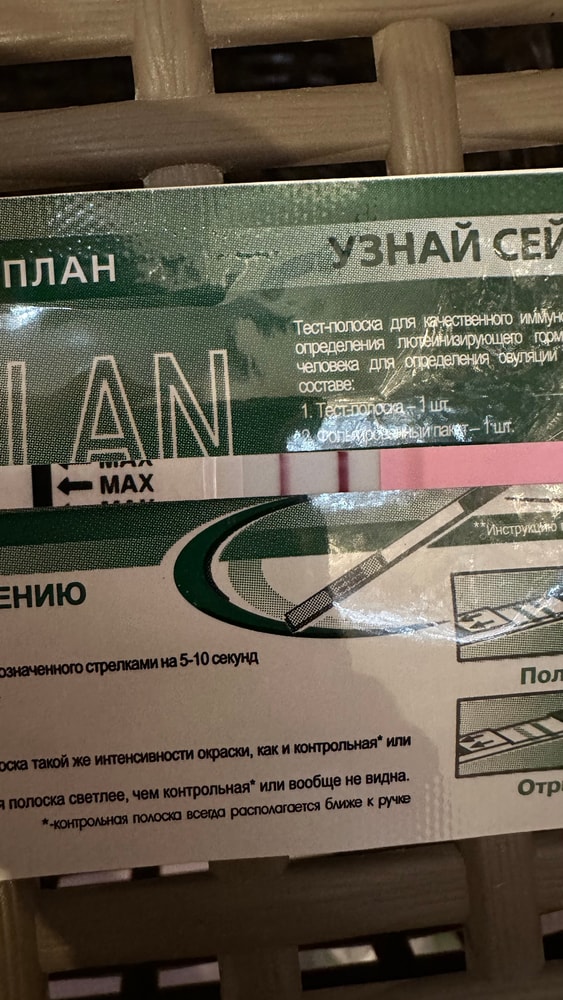 ПЛАН
УЗНАЙ СЕЙ
LAN
Тест-полоска для качественного иммуно
определения лютеинизирующего горм
человека для определения овуляции
составе:
1. Тест-полоска – 1 шт.
2. Фольгированный пакет – 1 шт.
MAX
MAX
**Инструкцию
ЕНИЮ
означенного стрелками на 5-10 секунд
Пол
оска такой же интенсивности окраски, как и контрольная* или
я полоска светлее, чем контрольная* или вообще не видна.
Отри
*-контрольная полоска всегда располагается ближе к ручке